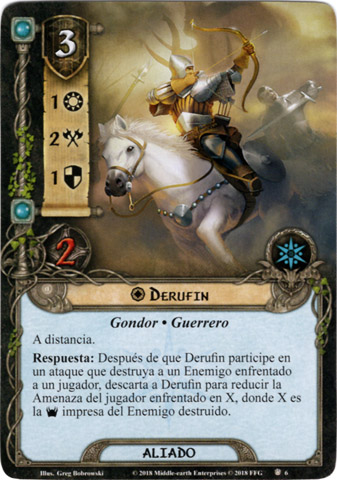 3
1
2
1
2
Derufin
Gondor • Guerrero
A distancia.
Respuesta: Después de que Derufin participe en
un ataque que destruya a un Enemigo enfrentado
a un jugador, descarta a Derufin para reducir la
Amenaza del jugador enfrentado en X, donde X es
la impresa del Enemigo destruido.
ALIADO
Illus. Greg Bobrowski © 2018 Middle-earth Enterprises © 2018 FFG 6